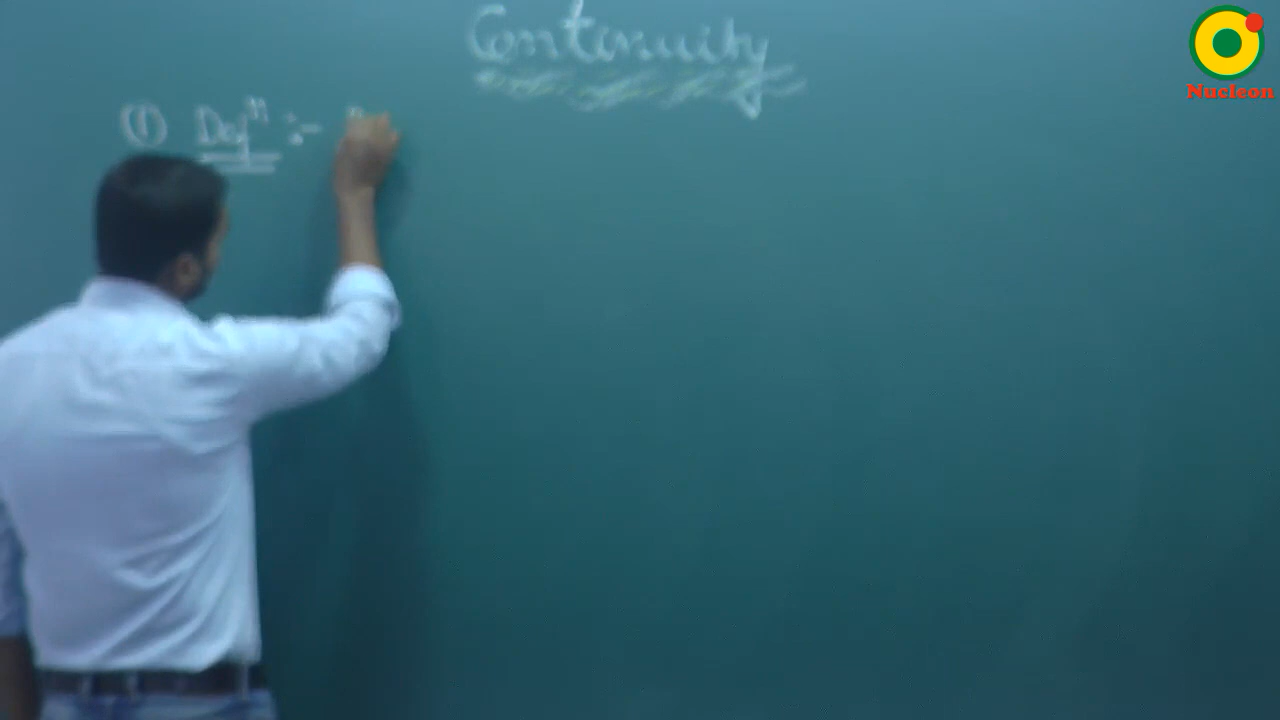 Continuity
① Defⁿ :-
Nucleon